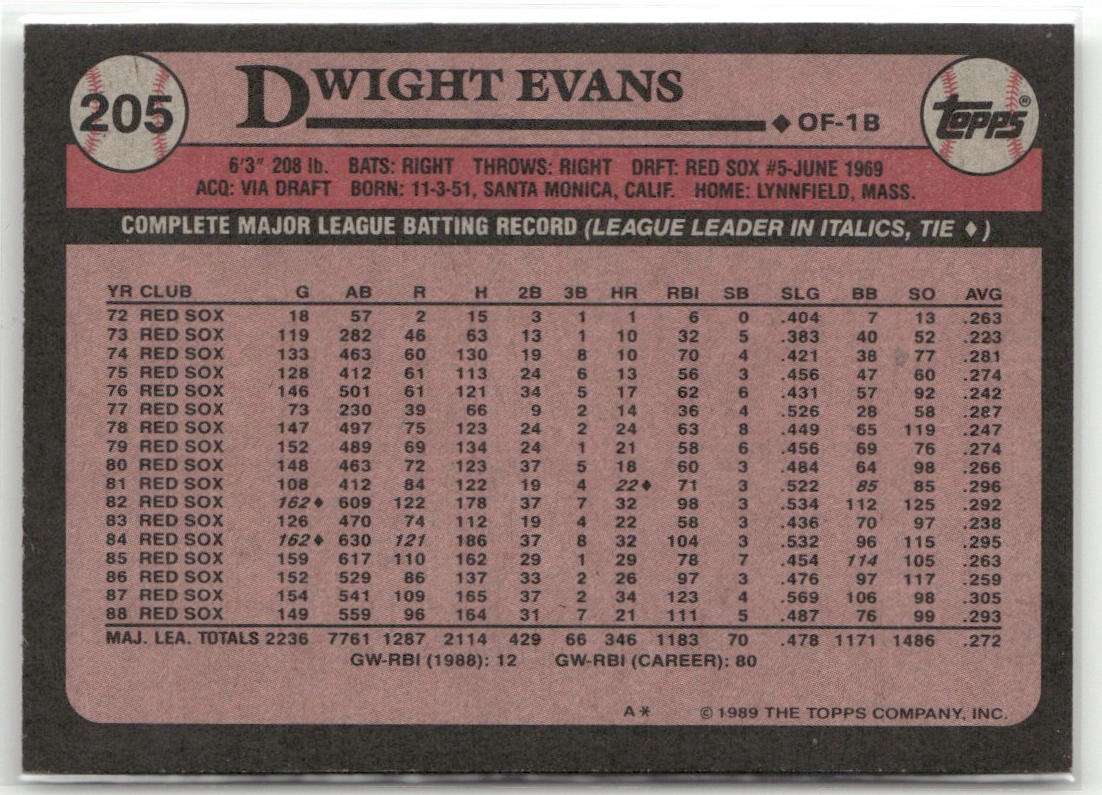 205
DWIGHT EVANS
◆ OF-1B
Topps®
6'3" 208 lb. BATS: RIGHT THROWS: RIGHT DRFT: RED SOX #5-JUNE 1969
ACQ: VIA DRAFT BORN: 11-3-51, SANTA MONICA, CALIF. HOME: LYNNFIELD, MASS.
COMPLETE MAJOR LEAGUE BATTING RECORD (LEAGUE LEADER IN ITALICS, TIE ♦)
YR CLUB G AB R H 2B 3B HR RBI SB SLG BB SO AVG
72 RED SOX 18 57 2 15 3 1 1 6 0 .404 7 13 .263
73 RED SOX 119 282 46 63 13 1 10 32 5 .383 40 52 .223
74 RED SOX 133 463 60 130 19 8 10 70 4 .421 38 77 .281
75 RED SOX 128 412 61 113 24 6 13 56 3 .456 47 60 .274
76 RED SOX 146 501 61 121 34 5 17 62 6 .431 57 92 .242
77 RED SOX 73 230 39 66 9 2 14 36 4 .526 28 58 .287
78 RED SOX 147 497 75 123 24 2 24 63 8 .449 65 119 .247
79 RED SOX 152 489 69 134 24 1 21 58 6 .456 69 76 .274
80 RED SOX 148 463 72 123 37 5 18 60 3 .484 64 98 .266
81 RED SOX 108 412 84 122 19 4 22♦ 71 3 .522 85 85 .296
82 RED SOX 162♦ 609 122 178 37 7 32 98 3 .534 112 125 .292
83 RED SOX 126 470 74 112 19 4 22 58 3 .436 70 97 .238
84 RED SOX 162♦ 630 121 186 37 8 32 104 3 .532 96 115 .295
85 RED SOX 159 617 110 162 29 1 29 78 7 .454 114 105 .263
86 RED SOX 152 529 86 137 33 2 26 97 3 .476 97 117 .259
87 RED SOX 154 541 109 165 37 2 34 123 4 .569 106 98 .305
88 RED SOX 149 559 96 164 31 7 21 111 5 .487 76 99 .293
MAJ. LEA. TOTALS 2236 7761 1287 2114 429 66 346 1183 70 .478 1171 1486 .272
GW-RBI (1988): 12 GW-RBI (CAREER): 80
A* © 1989 THE TOPPS COMPANY, INC.